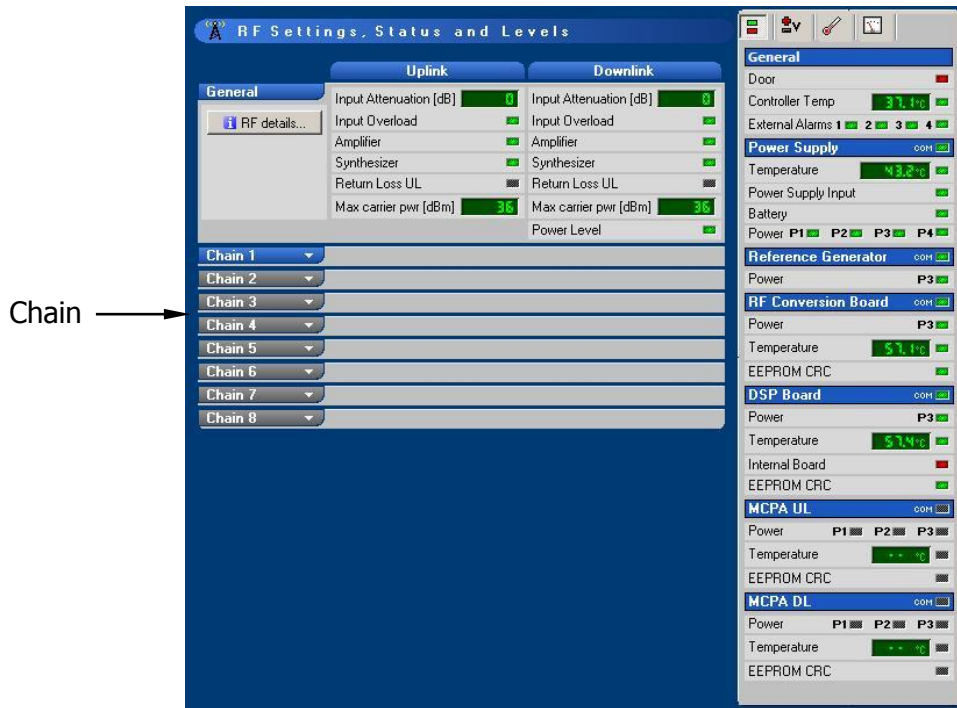 RF Settings, Status and Levels
Uplink Downlink
General
RF details...
Input Attenuation [dB] 0 Input Attenuation [dB] 0
Input Overload Input Overload
Amplifier Amplifier
Synthesizer Synthesizer
Return Loss UL Return Loss UL
Max carrier pwr [dBm] 36 Max carrier pwr [dBm] 36
Power Level
Chain 1
Chain 2
Chain 3
Chain 4
Chain 5
Chain 6
Chain 7
Chain 8
Chain
General
Door
Controller Temp 37.1°C
External Alarms 1 2 3 4
Power Supply COM
Temperature 43.2°C
Power Supply Input
Battery
Power P1 P2 P3 P4
Reference Generator COM
Power P3
RF Conversion Board COM
Power P3
Temperature 57.1°C
EEPROM CRC
DSP Board COM
Power P3
Temperature 57.4°C
Internal Board
EEPROM CRC
MCPA UL COM
Power P1 P2 P3
Temperature -- °C
EEPROM CRC
MCPA DL COM
Power P1 P2 P3
Temperature -- °C
EEPROM CRC